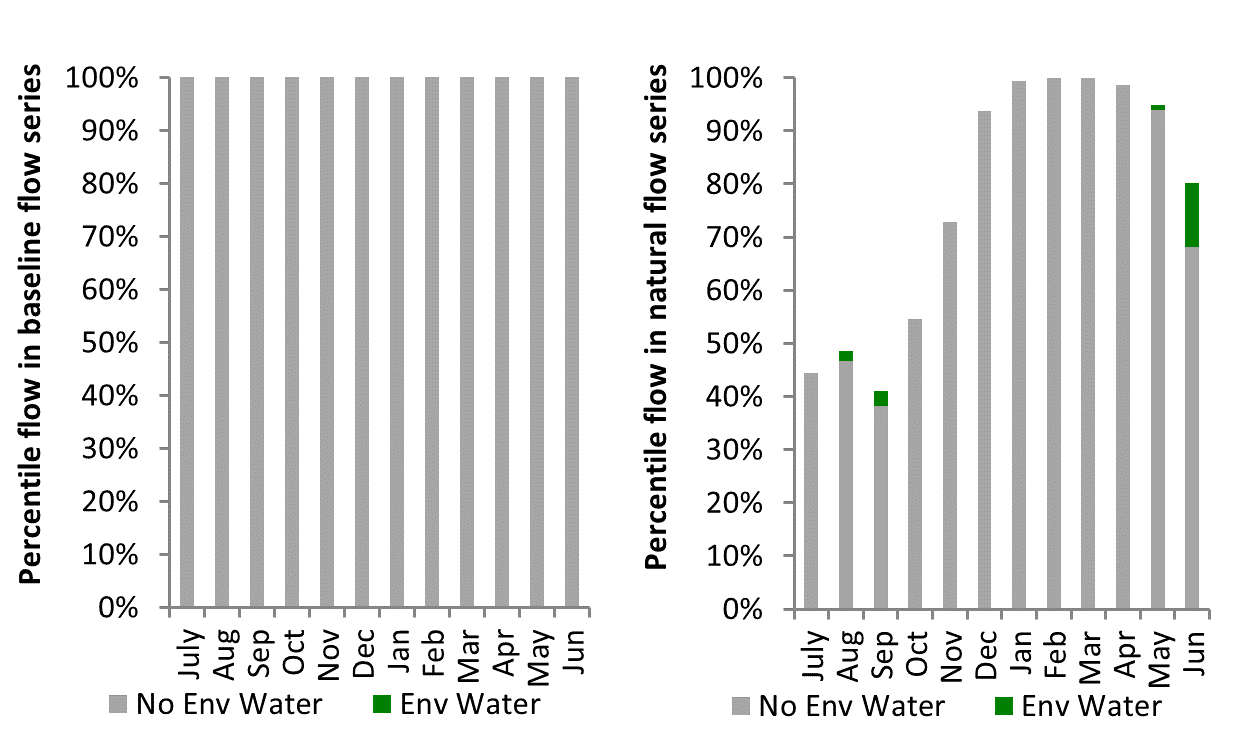 Percentile flow in baseline flow series
100%
90%
80%
70%
60%
50%
40%
30%
20%
10%
0%
July
Aug
Sep
Oct
Nov
Dec
Jan
Feb
Mar
Apr
May
Jun
No Env Water
Env Water
Percentile flow in natural flow series
100%
90%
80%
70%
60%
50%
40%
30%
20%
10%
0%
July
Aug
Sep
Oct
Nov
Dec
Jan
Feb
Mar
Apr
May
Jun
No Env Water
Env Water